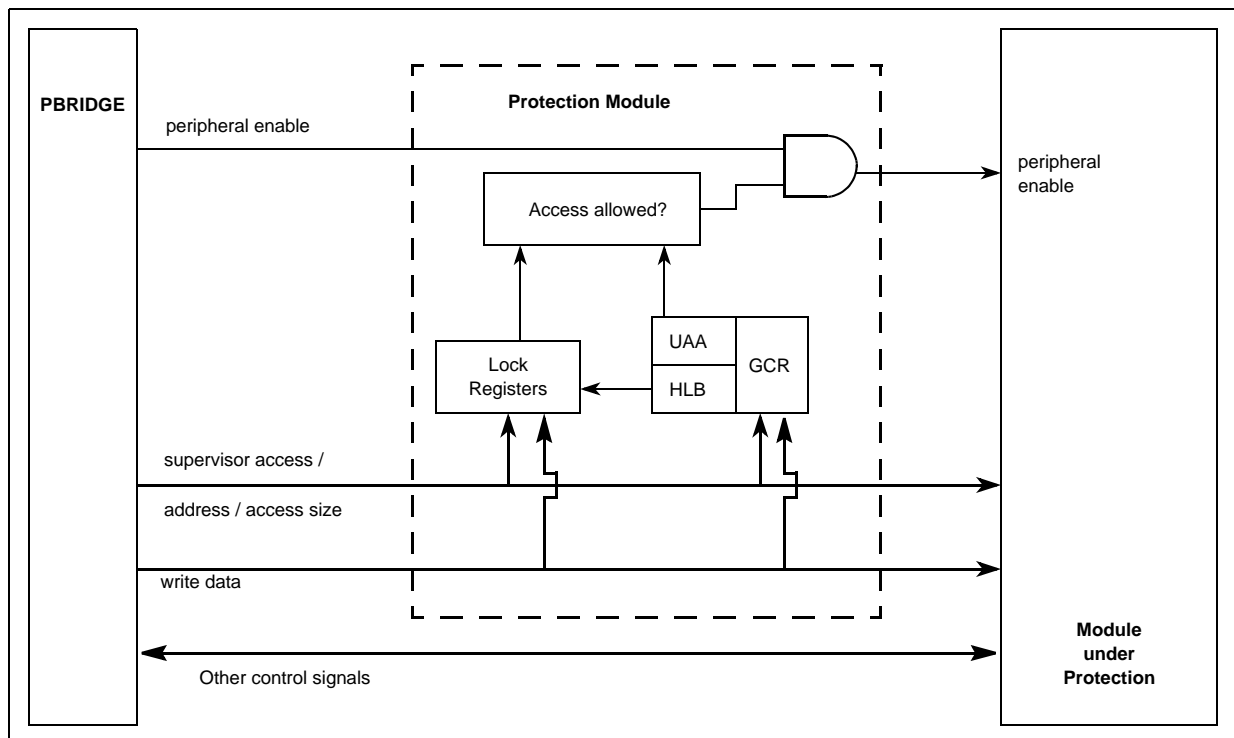 PBRIDGE
Protection Module
peripheral enable
peripheral
enable
Access allowed?
UAA
HLB
GCR
Lock
Registers
supervisor access /
address / access size
write data
Other control signals
Module
under
Protection